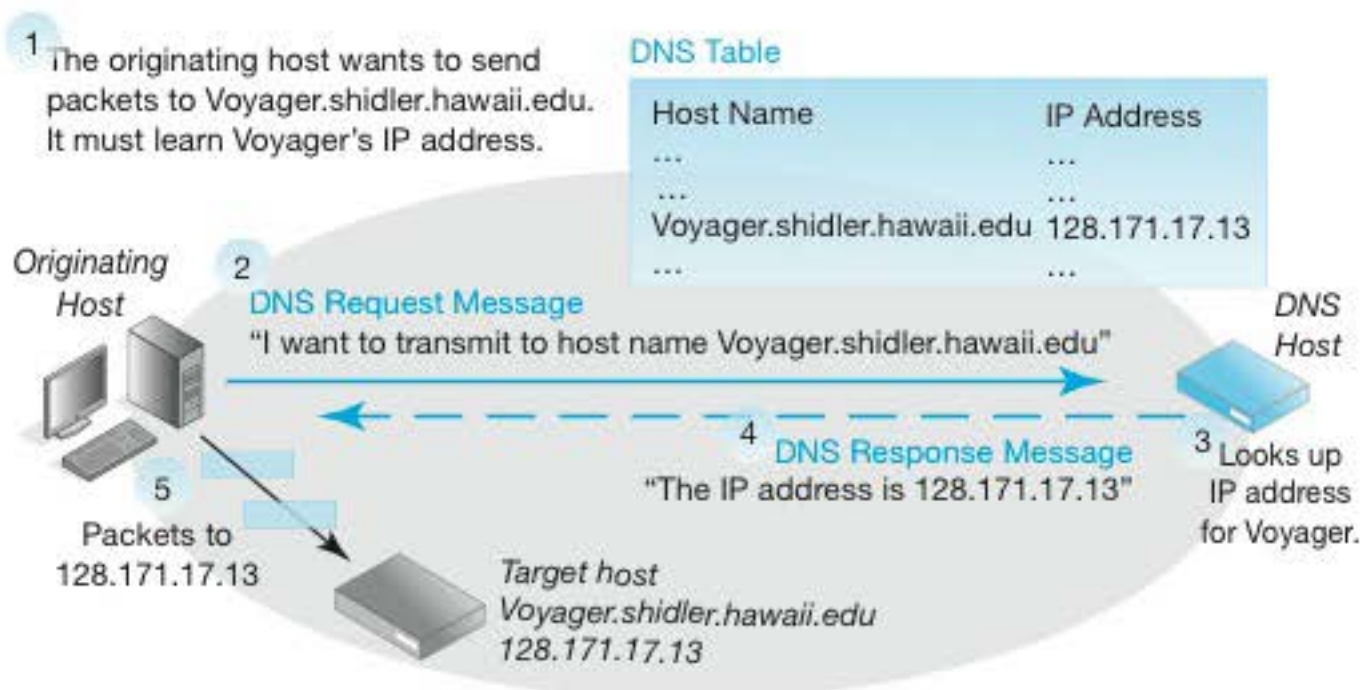 1 The originating host wants to send
packets to Voyager.shidler.hawaii.edu.
It must learn Voyager's IP address.
DNS Table
Host Name IP Address
... ...
... ...
Voyager.shidler.hawaii.edu 128.171.17.13
... ...
Originating
Host
2
DNS Request Message
"I want to transmit to host name Voyager.shidler.hawaii.edu"
DNS
Host
4
DNS Response Message
"The IP address is 128.171.17.13"
3 Looks up
IP address
for Voyager.
5
Packets to
128.171.17.13
Target host
Voyager.shidler.hawaii.edu
128.171.17.13